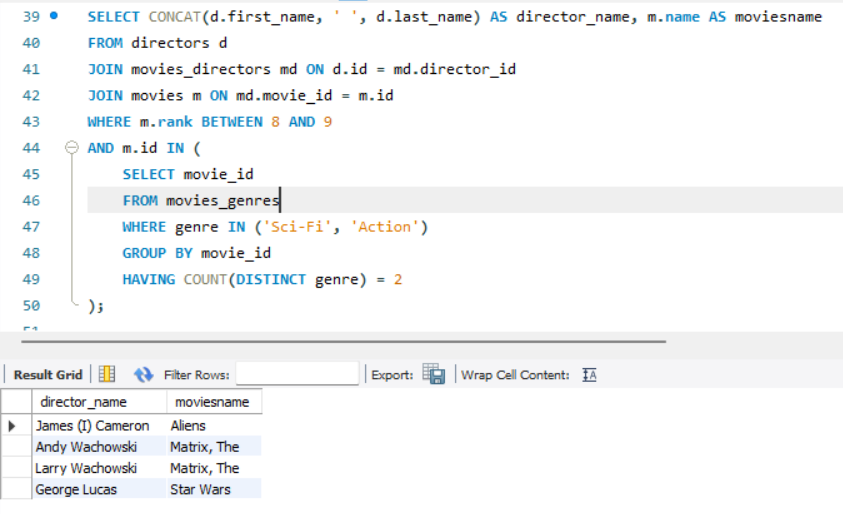 39 SELECT CONCAT(d.first_name, ' ', d.last_name) AS director_name, m.name AS moviesname
40 FROM directors d
41 JOIN movies_directors md ON d.id = md.director_id
42 JOIN movies m ON md.movie_id = m.id
43 WHERE m.rank BETWEEN 8 AND 9
44 AND m.id IN (
45 SELECT movie_id
46 FROM movies_genres
47 WHERE genre IN ('Sci-Fi', 'Action')
48 GROUP BY movie_id
49 HAVING COUNT(DISTINCT genre) = 2
50 );
51
Result Grid Filter Rows: Export: Wrap Cell Content: IA
director_name moviesname
James (I) Cameron Aliens
Andy Wachowski Matrix, The
Larry Wachowski Matrix, The
George Lucas Star Wars